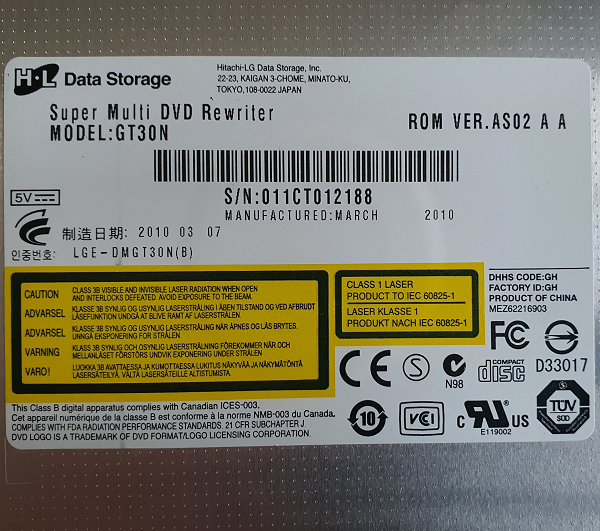 H·L Data Storage
Hitachi-LG Data Storage, Inc.
22-23, KAIGAN 3-CHOME, MINATO-KU,
TOKYO,108-0022 JAPAN
Super Multi DVD Rewriter
MODEL:GT30N
ROM VER.AS02 A A
S/N:011CT012188
MANUFACTURED:MARCH 2010
5V
制造日期: 2010 03 07
인증번호: LGE-DMGT30N(B)
CAUTION CLASS 3B VISIBLE AND INVISIBLE LASER RADIATION WHEN OPEN
AND INTERLOCKS DEFEATED. AVOID EXPOSURE TO THE BEAM.
ADVARSEL KLASSE 3B SYNLIG OG USYNLIG LASERSTRÅLING I ÅBEN TILSTAND OG VED AFBRUDT
LÅSEFUNKTION UNDGÅ AT BLIVE RAMT AF LASERSTRÅLEN.
ADVARSEL KLASSE 3B SYNLIG OG USYNLIG LASERSTRÅLING NÅR ÅPNES OG LÅS BRYTES.
UNNGÅ EKSPONERING FOR STRÅLEN.
VARNING KLASS 3B SYNLIG OCH OSYNLIG LASERSTRÅLNING FÖREKOMMER NÄR OCH
MELLANLÅSET FÖRSTÖRS UNDVIK EXPONERING UNDER STRÅLEN
VARO! LUOKKA 3B AVATTAESSA JA KUMOTTAESSA LUKITUS NÄKYVÄÄ JA NÄKYMÄTÖNTÄ
LASERSÄTEILYÄ, VÄLTÄ LASERSÄTEILLE ALTISTUMISTA.
CLASS 1 LASER
PRODUCT TO IEC 60825-1
LASER KLASSE 1
PRODUKT NACH IEC 60825-1
DHHS CODE:GH
FACTORY ID:GH
PRODUCT OF CHINA
MEZ62216903
FC
CE
S
N98
COMPACT
disc
D33017
This Class B digital apparatus complies with Canadian ICES-003.
Cet appareil numérique de la classe B est conforme à la norme NMB-003 du Canada.
COMPLIES WITH FDA RADIATION PERFORMANCE STANDARDS. 21 CFR SUBCHAPTER J.
DVD LOGO IS A TRADEMARK OF DVD FORMAT/LOGO LICENSING CORPORATION.
10
VCI
c RU US
E119002
TÜV
SÜD